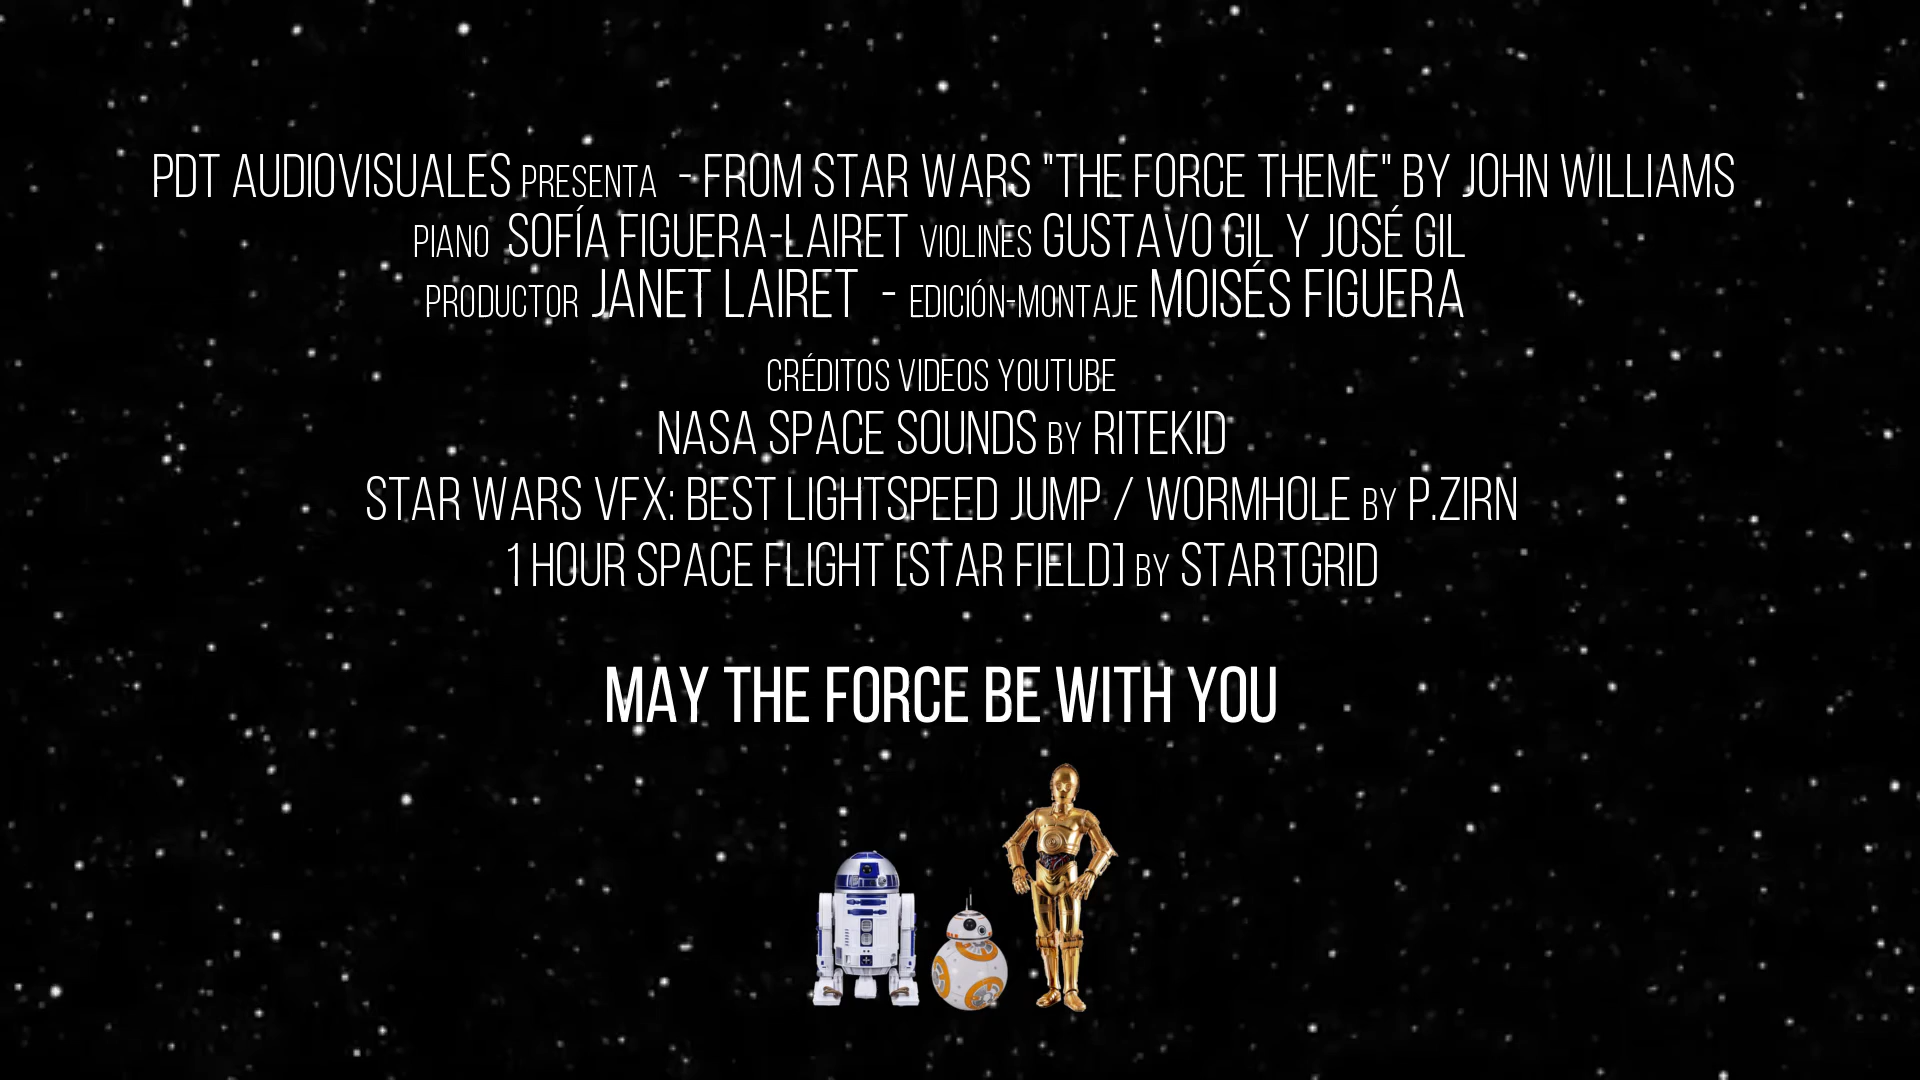 PDT AUDIOVISUALES PRESENTA - FROM STAR WARS "THE FORCE THEME" BY JOHN WILLIAMS
PIANO SOFÍA FIGUERA-LAIRET VIOLINES GUSTAVO GIL Y JOSÉ GIL
PRODUCTOR JANET LAIRET - EDICIÓN-MONTAJE MOISÉS FIGUERA
CRÉDITOS VIDEOS YOUTUBE
NASA SPACE SOUNDS BY RITEKID
STAR WARS VFX: BEST LIGHTSPEED JUMP / WORMHOLE BY P.ZIRN
1 HOUR SPACE FLIGHT [STAR FIELD] BY STARTGRID
MAY THE FORCE BE WITH YOU